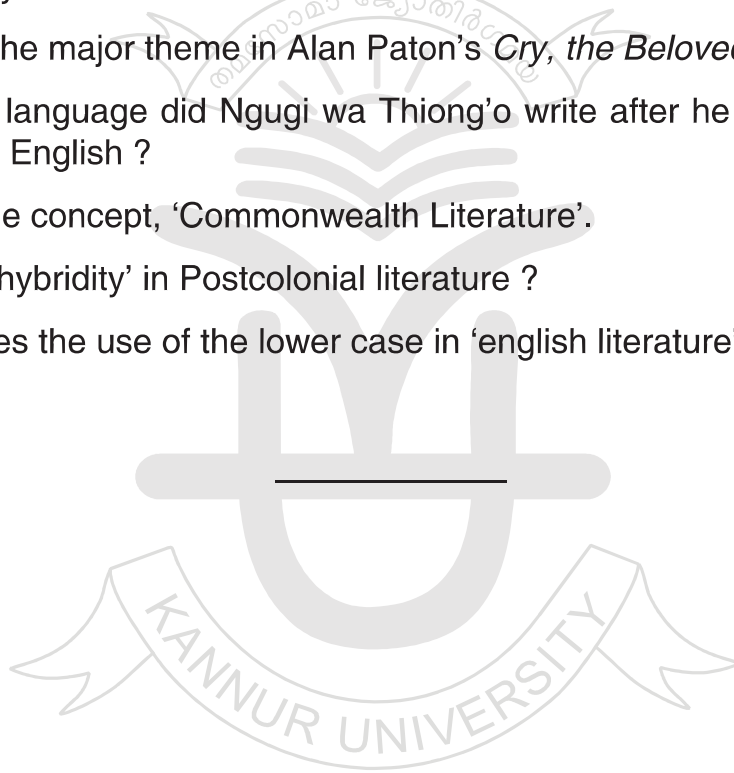 he major theme in Alan Paton's Cry, the Beloved
language did Ngugi wa Thiong'o write after he
English ?
e concept, 'Commonwealth Literature'.
hybridity' in Postcolonial literature ?
es the use of the lower case in 'english literature'
KANNUR UNIVERSITY